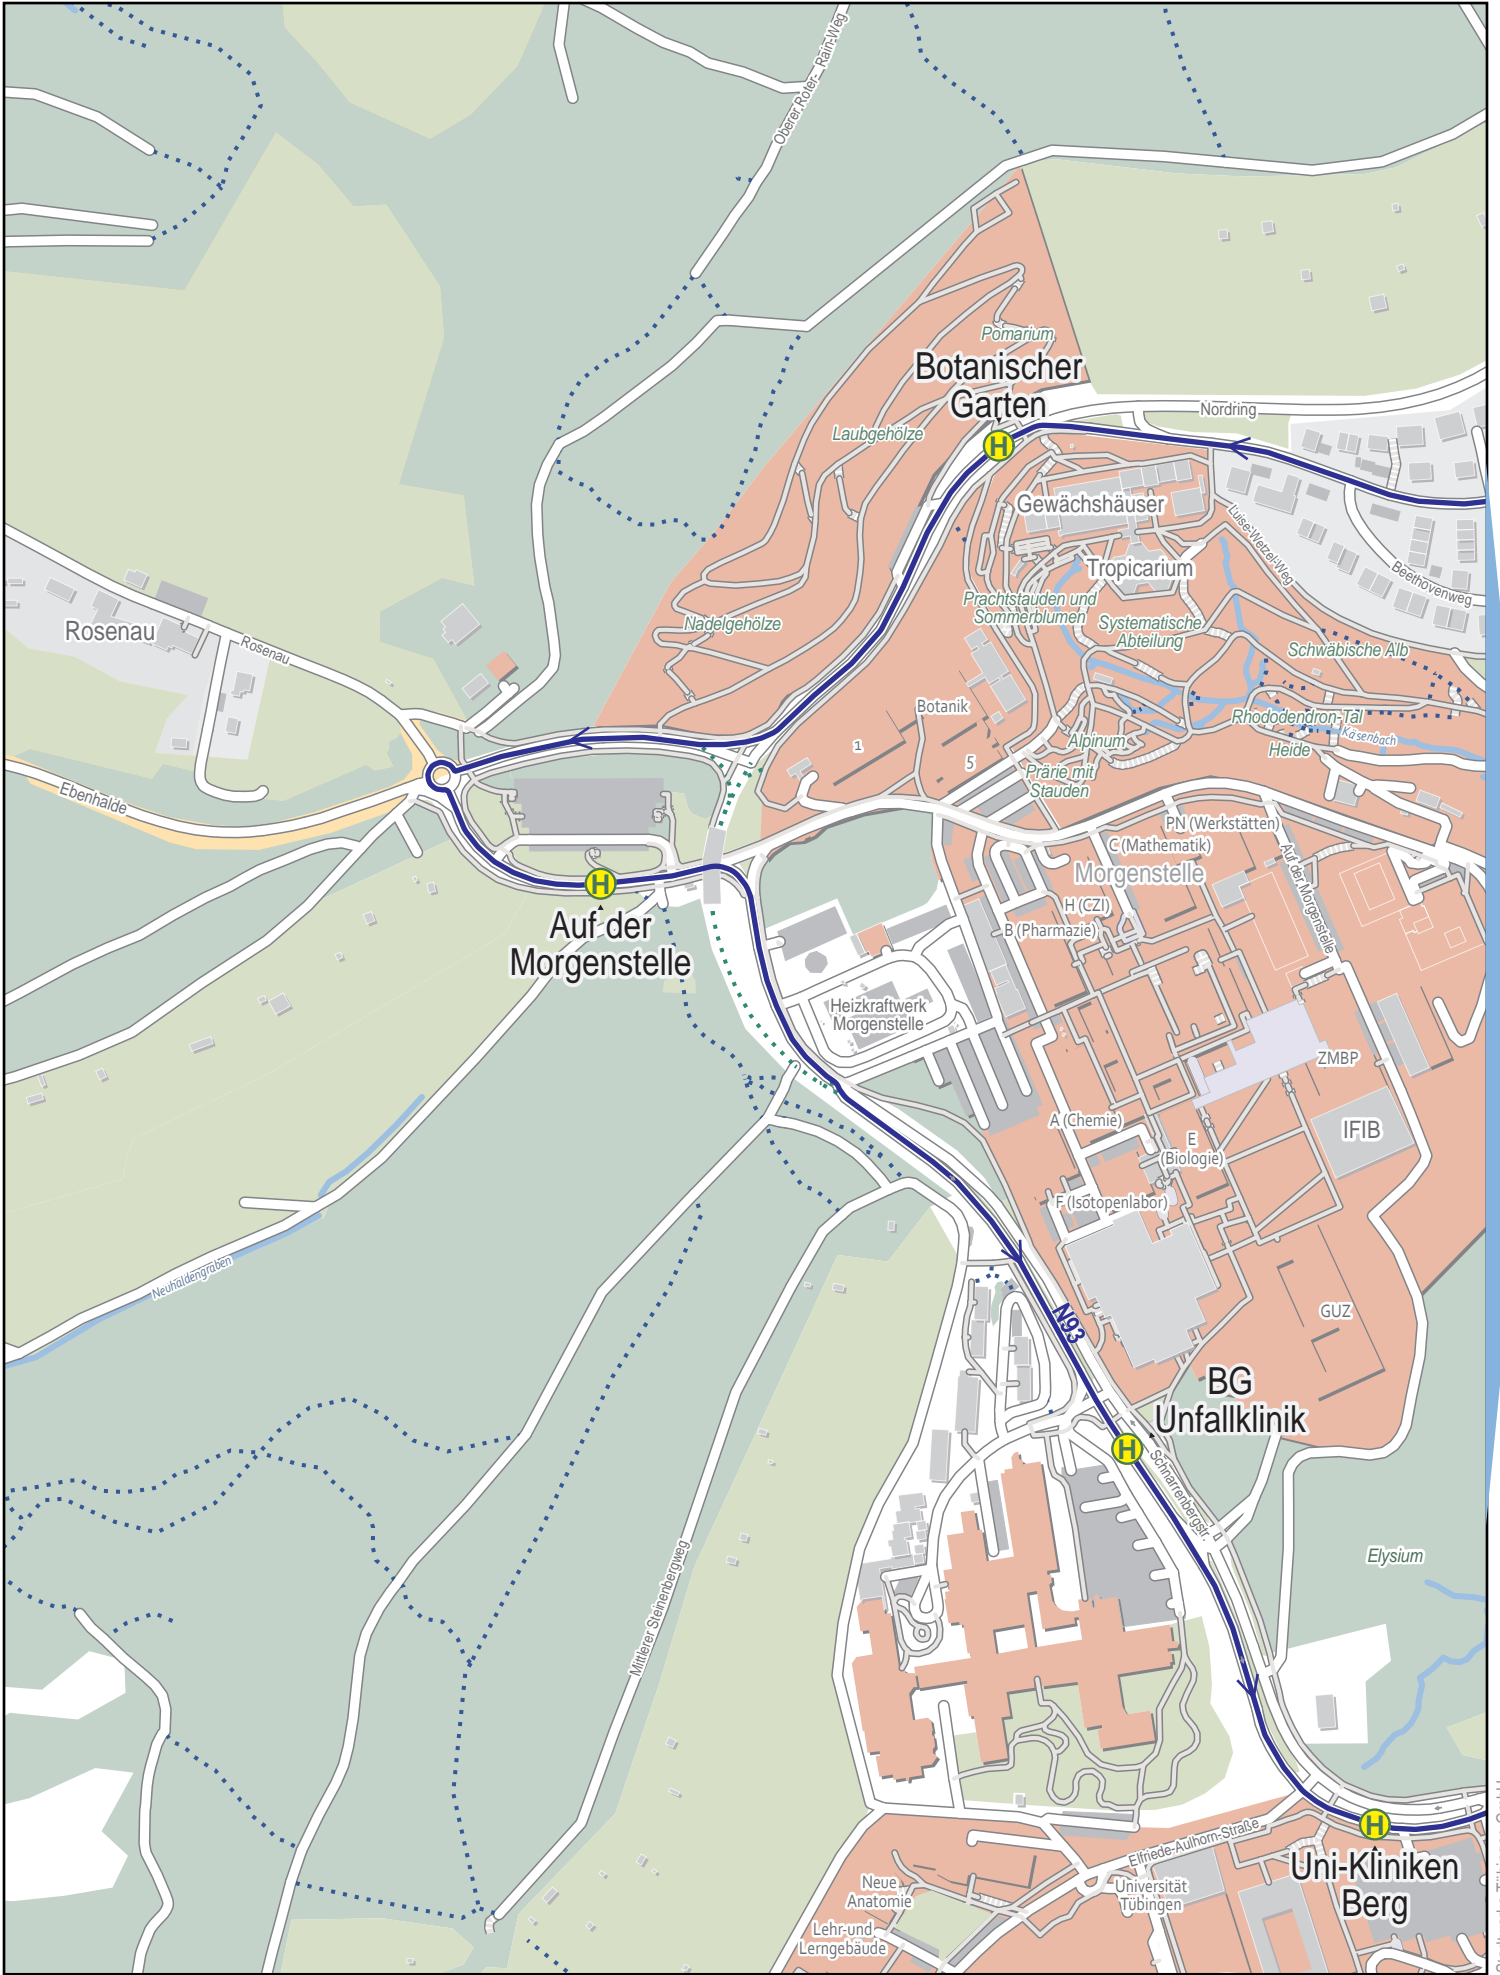 Oberer-Roter-Rain-Weg
Pomarium
Botanischer
Garten
Nordring
Laubgehölze
H
Gewächshäuser
Luise-Wetzel-Weg
Tropicarium
Beethovenweg
Prachtstauden und
Sommerblumen
Systematische
Abteilung
Nadelgehölze
Rosenau
Rosenau
Schwäbische Alb
Botanik
Rhododendron-Tal
Käsenbach
Alpinum
Heide
1
5
Prärie mit
Stauden
Ebenhalde
PN (Werkstätten)
C (Mathematik)
Morgenstelle
Auf der Morgenstelle
H
H (CZI)
B (Pharmazie)
Auf der
Morgenstelle
Heizkraftwerk
Morgenstelle
ZMBP
A (Chemie)
IFIB
E
(Biologie)
F (Isotopenlabor)
Neuhaldengraben
GUZ
N93
BG
Unfallklinik
H
Schnarrenbergstr.
Elysium
Mittlerer Steinenbergweg
H
Elfriede-Aulhorn-Straße
Uni-Kliniken
Berg
Neue
Anatomie
Universität
Tübingen
Lehr-und
Lerngebäude